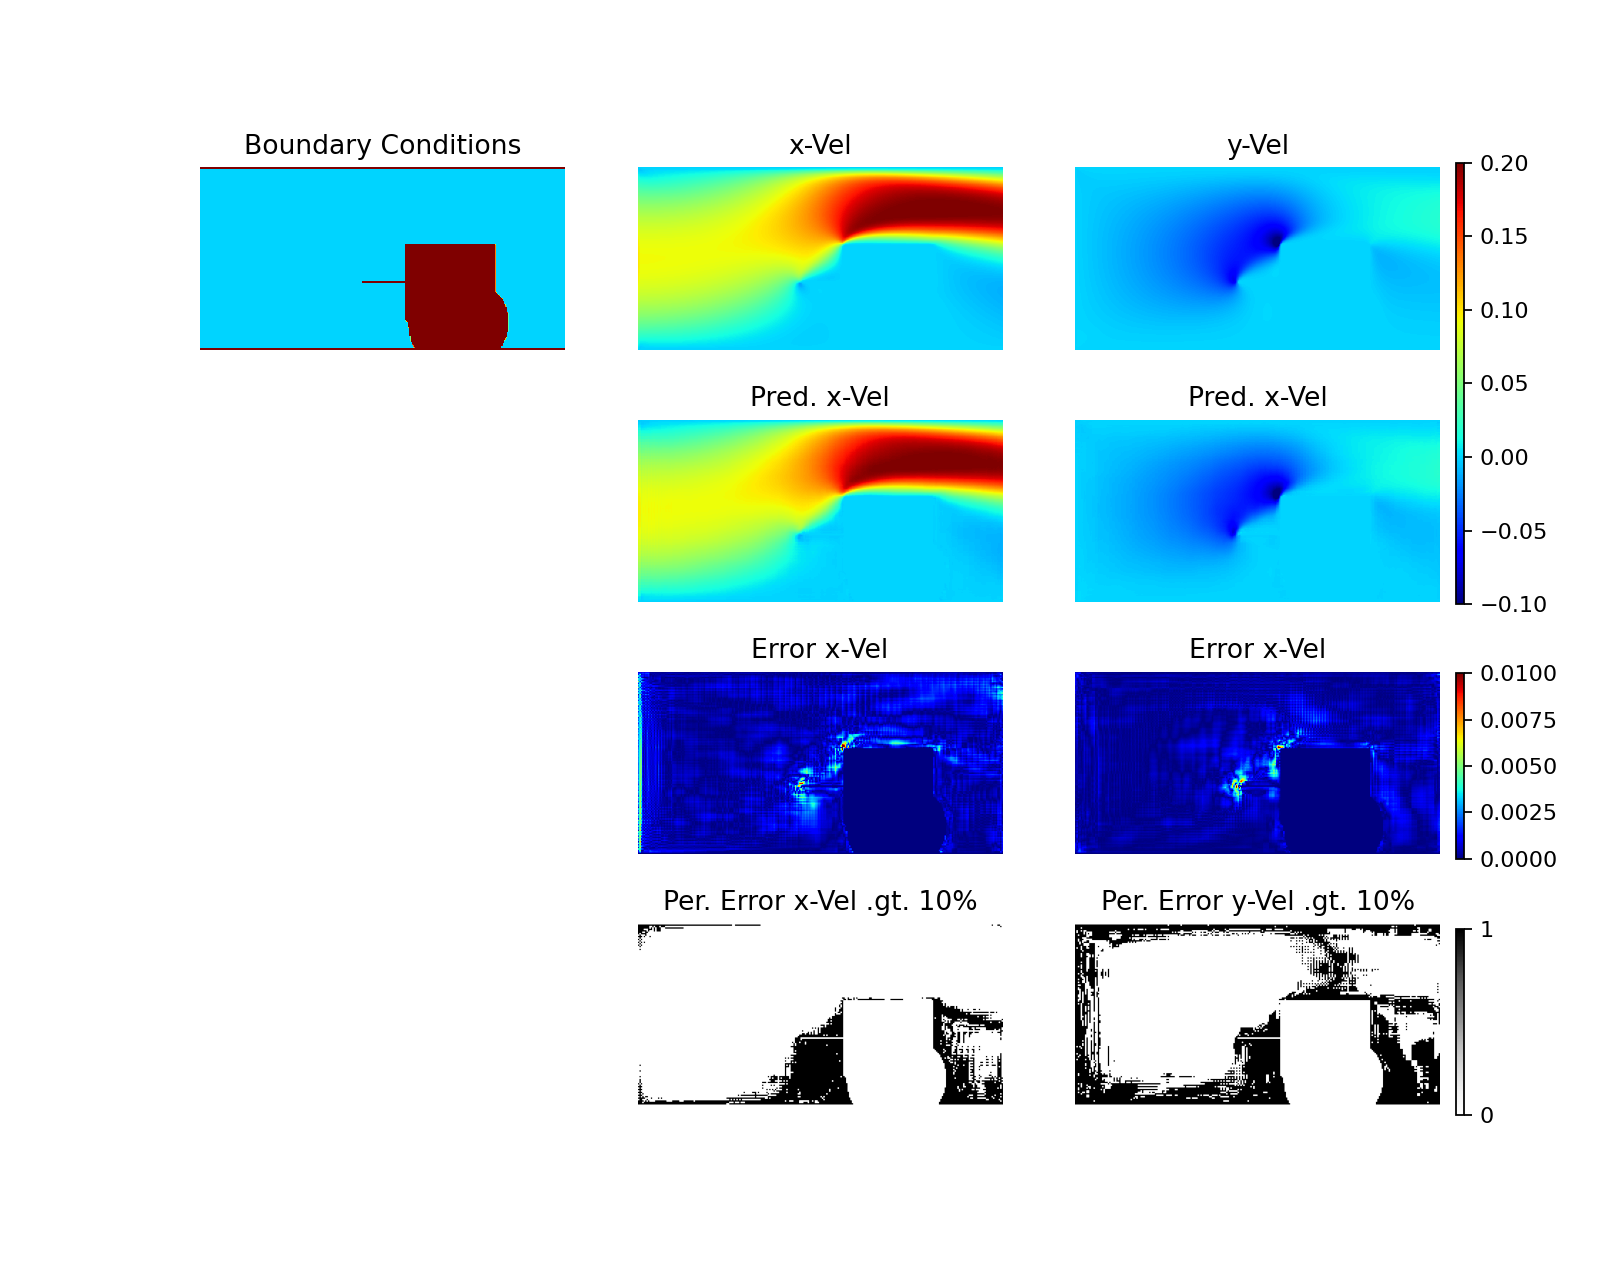 Boundary Conditions
x-Vel
y-Vel
0.20
0.15
0.10
0.05
0.00
−0.05
−0.10
Pred. x-Vel
Pred. x-Vel
Error x-Vel
Error x-Vel
0.0100
0.0075
0.0050
0.0025
0.0000
Per. Error x-Vel .gt. 10%
Per. Error y-Vel .gt. 10%
1
0